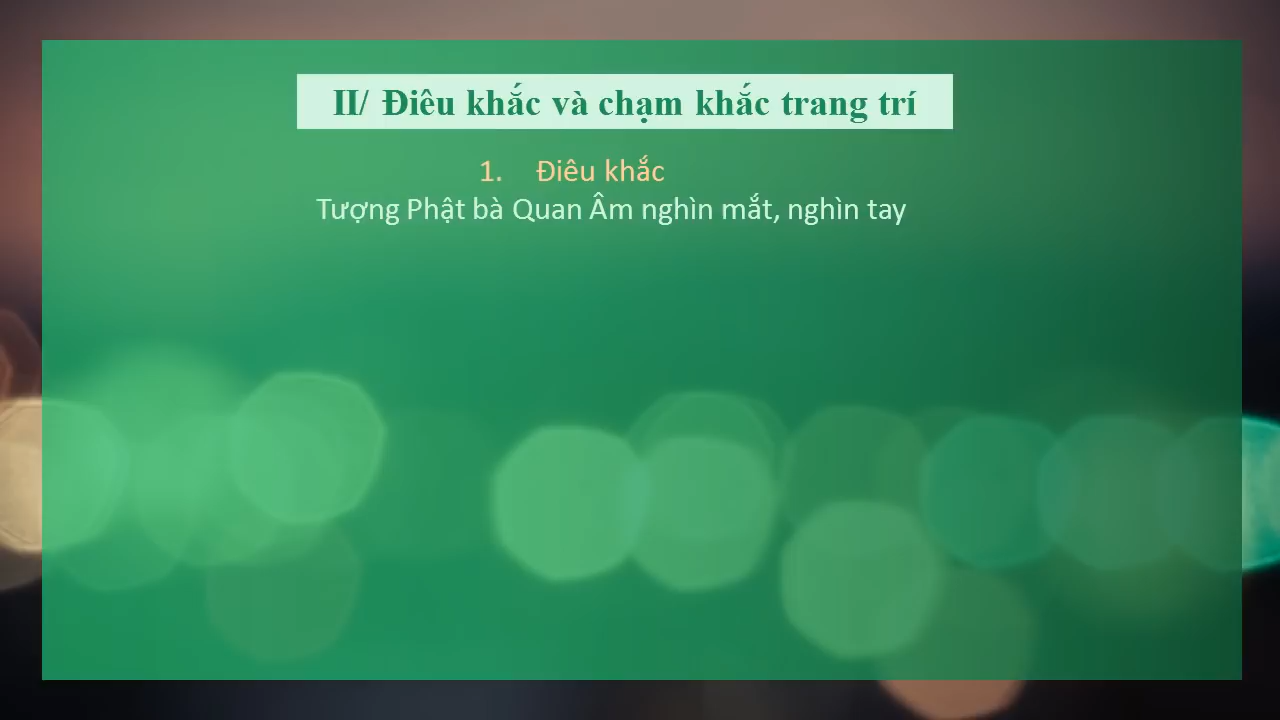 II/ Điêu khắc và chạm khắc trang trí
1. Điêu khắc
Tượng Phật bà Quan Âm nghìn mắt, nghìn tay